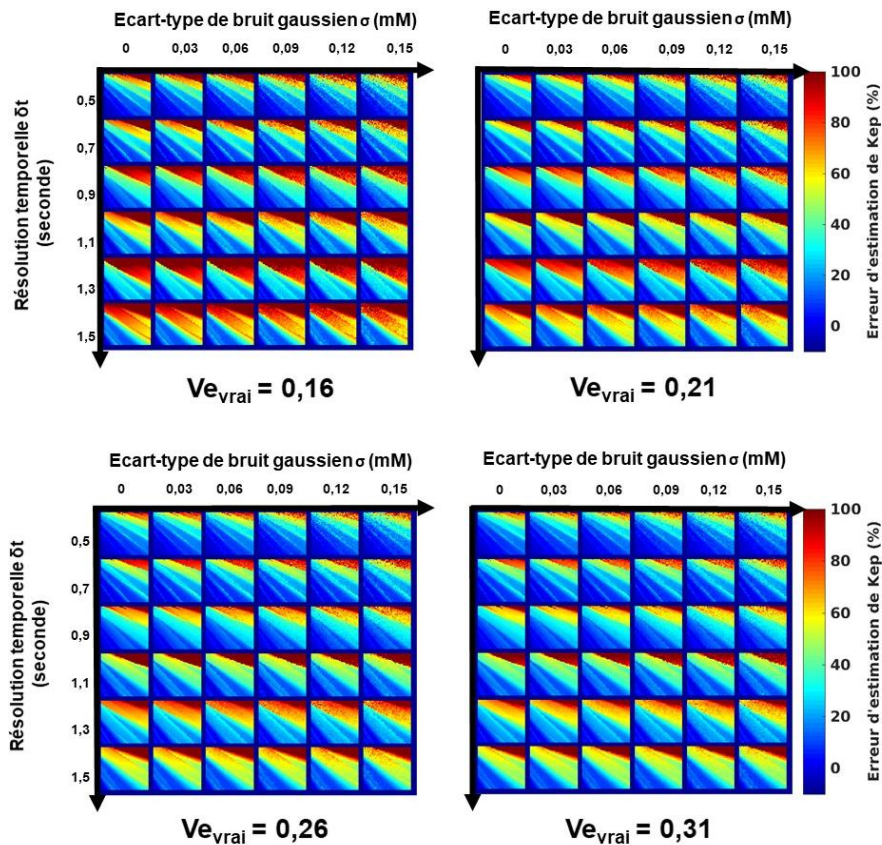 Ecart-type de bruit gaussien σ (mM)
0 0,03 0,06 0,09 0,12 0,15
Résolution temporelle δt
(seconde)
0,5
0,7
0,9
1,1
1,3
1,5
Ve_vrai = 0,16
Ecart-type de bruit gaussien σ (mM)
0 0,03 0,06 0,09 0,12 0,15
Ve_vrai = 0,21
100
80
60
40
20
0
Erreur d'estimation de Kep (%)
Ecart-type de bruit gaussien σ (mM)
0 0,03 0,06 0,09 0,12 0,15
Résolution temporelle δt
(seconde)
0,5
0,7
0,9
1,1
1,3
1,5
Ve_vrai = 0,26
Ecart-type de bruit gaussien σ (mM)
0 0,03 0,06 0,09 0,12 0,15
Ve_vrai = 0,31
100
80
60
40
20
0
Erreur d'estimation de Kep (%)